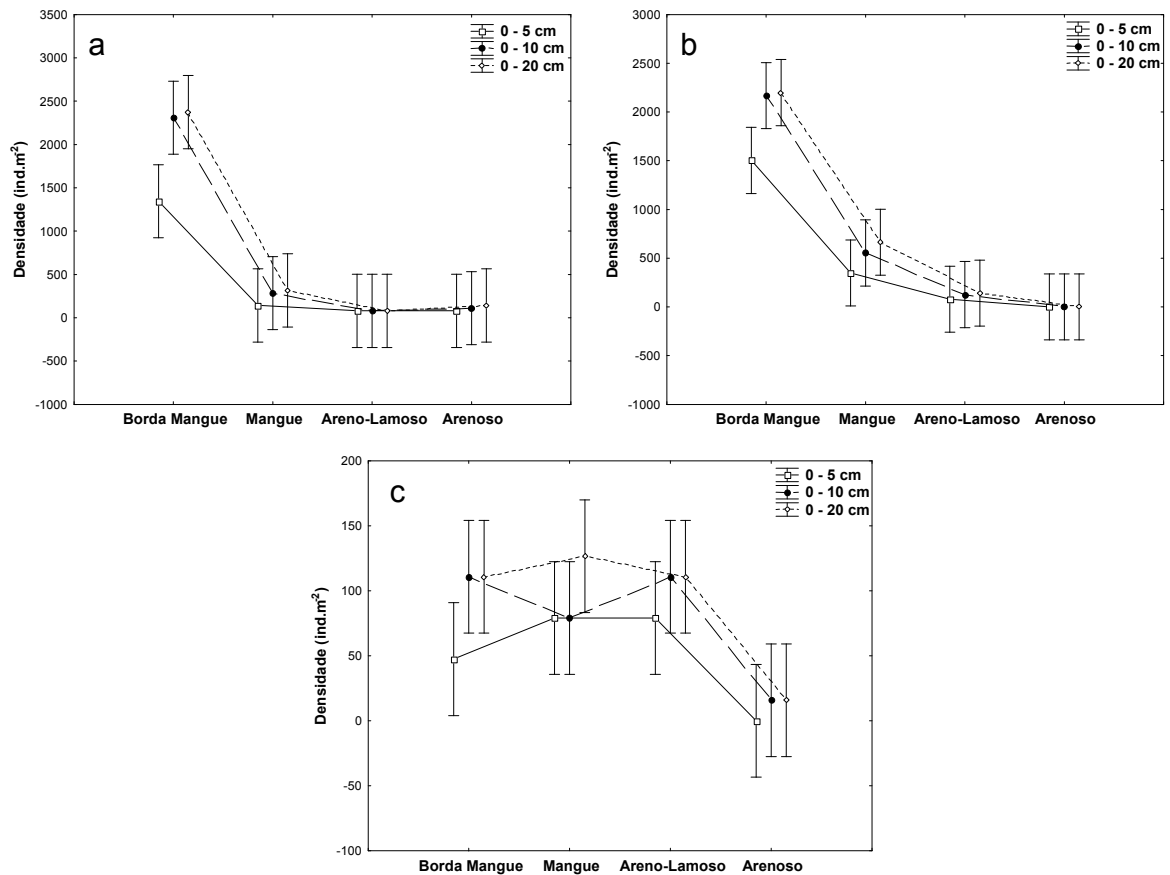 a
0 - 5 cm
0 - 10 cm
0 - 20 cm
Densidade (ind.m-2)
3500
3000
2500
2000
1500
1000
500
0
-500
-1000
Borda Mangue Mangue Areno-Lamoso Arenoso
b
0 - 5 cm
0 - 10 cm
0 - 20 cm
Densidade (ind.m-2)
3000
2500
2000
1500
1000
500
0
-500
-1000
Borda Mangue Mangue Areno-Lamoso Arenoso
c
0 - 5 cm
0 - 10 cm
0 - 20 cm
Densidade (ind.m-2)
200
150
100
50
0
-50
-100
Borda Mangue Mangue Areno-Lamoso Arenoso